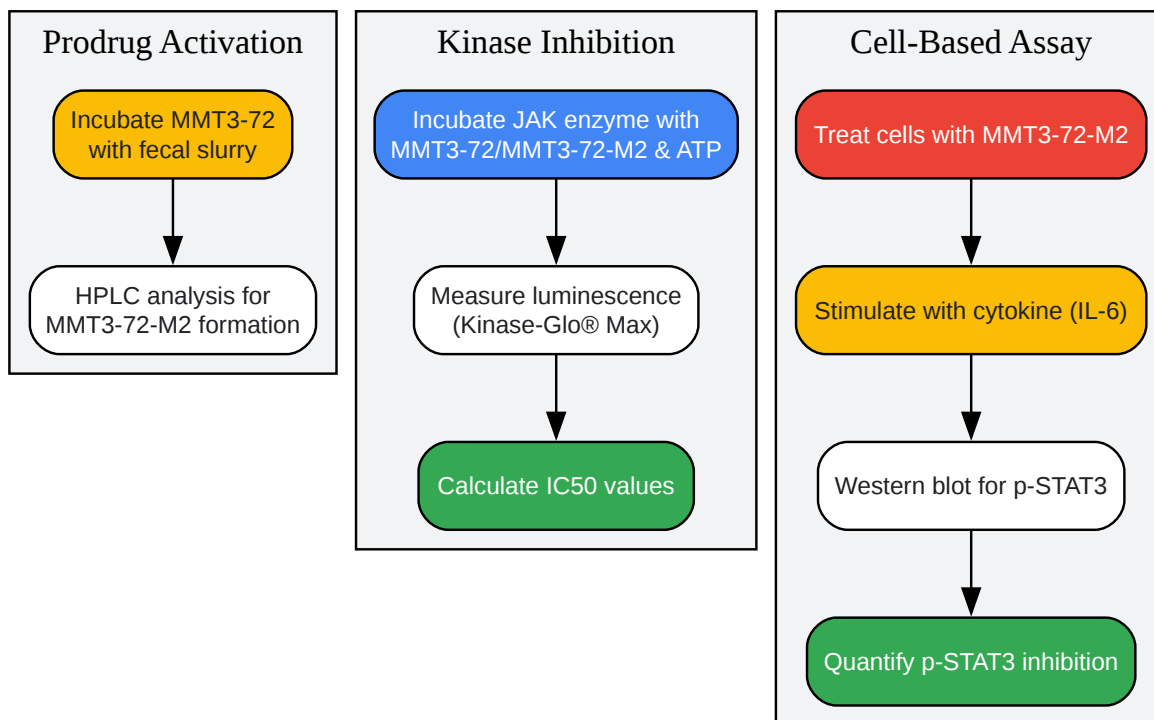 Prodrug Activation
Incubate MMT3-72
with fecal slurry
HPLC analysis for
MMT3-72-M2 formation
Kinase Inhibition
Incubate JAK enzyme with
MMT3-72/MMT3-72-M2 & ATP
Measure luminescence
(Kinase-Glo® Max)
Calculate IC50 values
Cell-Based Assay
Treat cells with MMT3-72-M2
Stimulate with cytokine (IL-6)
Western blot for p-STAT3
Quantify p-STAT3 inhibition